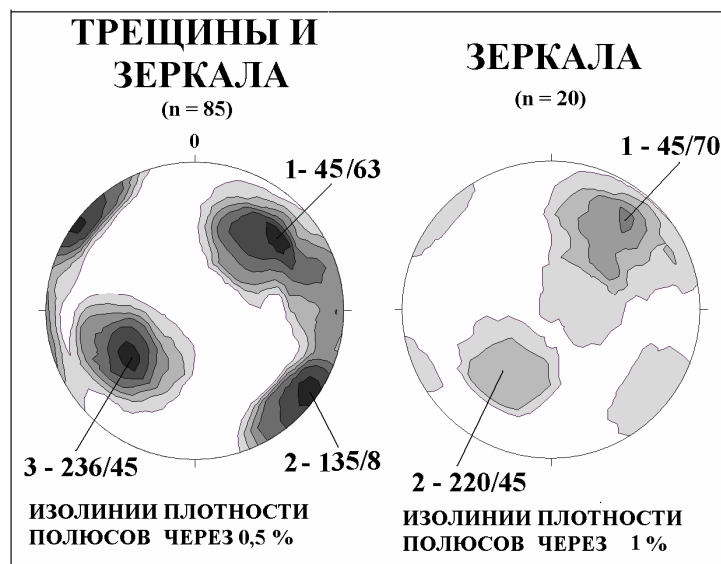 ТРЕЩИНЫ И
ЗЕРКАЛА
(n = 85)
0
1- 45/63
3 - 236/45
2- 135/8
ИЗОЛИНИИ ПЛОТНОСТИ
ПОЛЮСОВ ЧЕРЕЗ 0,5 %
ЗЕРКАЛА
(n = 20)
1 - 45/70
2 - 220/45
ИЗОЛИНИИ ПЛОТНОСТИ
ПОЛЮСОВ ЧЕРЕЗ 1 %